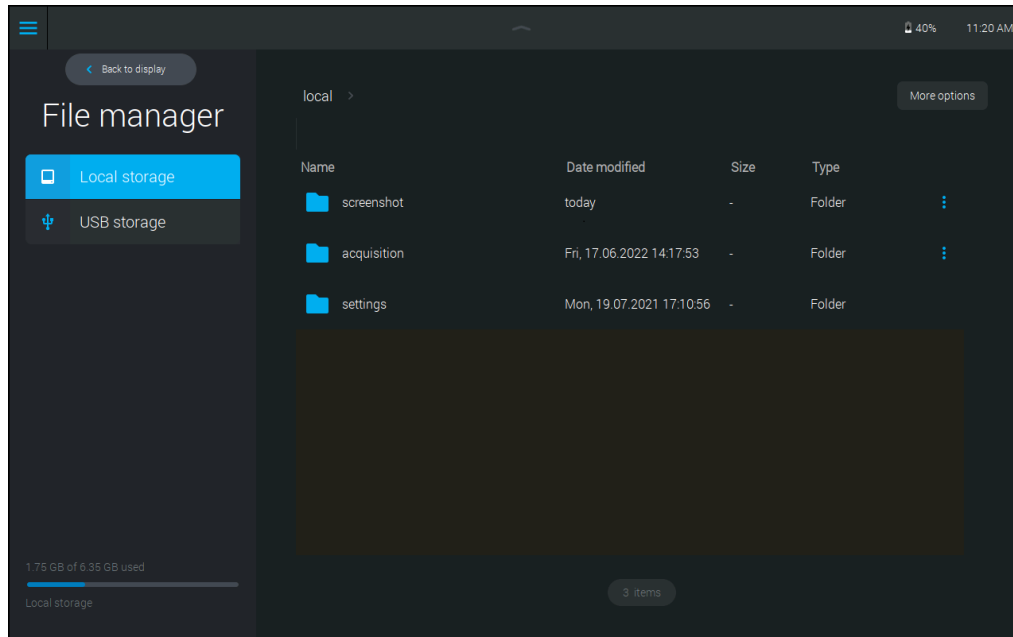 40% 11:20 AM
Back to display
File manager
Local storage
USB storage
1.75 GB of 6.35 GB used
Local storage
local >
More options
Name Date modified Size Type
screenshot today - Folder
acquisition Fri, 17.06.2022 14:17:53 - Folder
settings Mon, 19.07.2021 17:10:56 - Folder
3 items